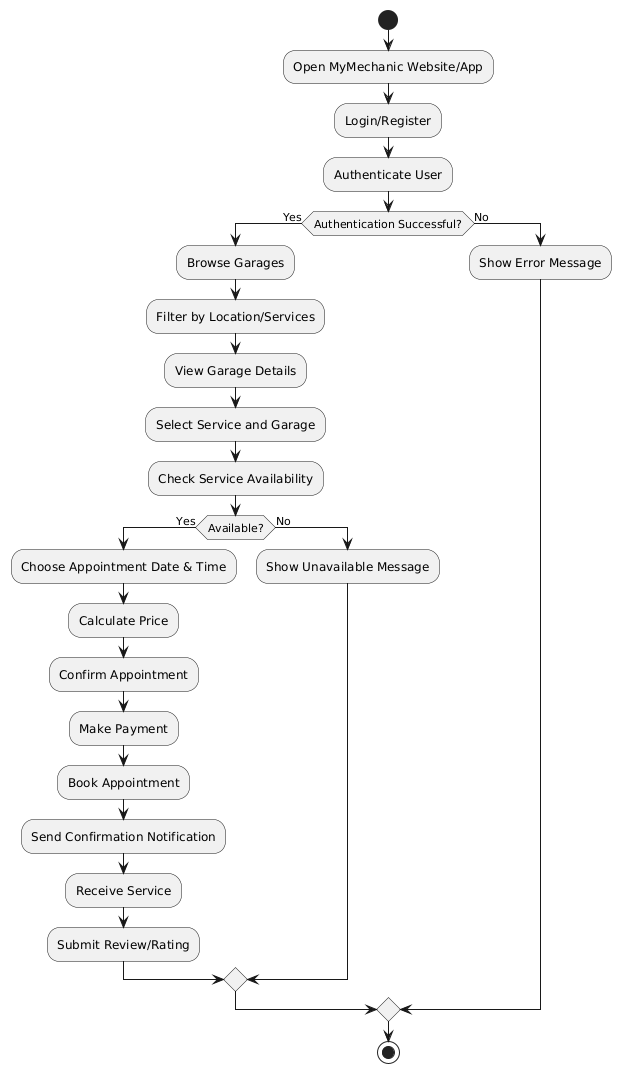 Open MyMechanic Website/App
Login/Register
Authenticate User
Yes
Authentication Successful?
No
Browse Garages
Show Error Message
Filter by Location/Services
View Garage Details
Select Service and Garage
Check Service Availability
Yes
Available?
No
Choose Appointment Date & Time
Show Unavailable Message
Calculate Price
Confirm Appointment
Make Payment
Book Appointment
Send Confirmation Notification
Receive Service
Submit Review/Rating